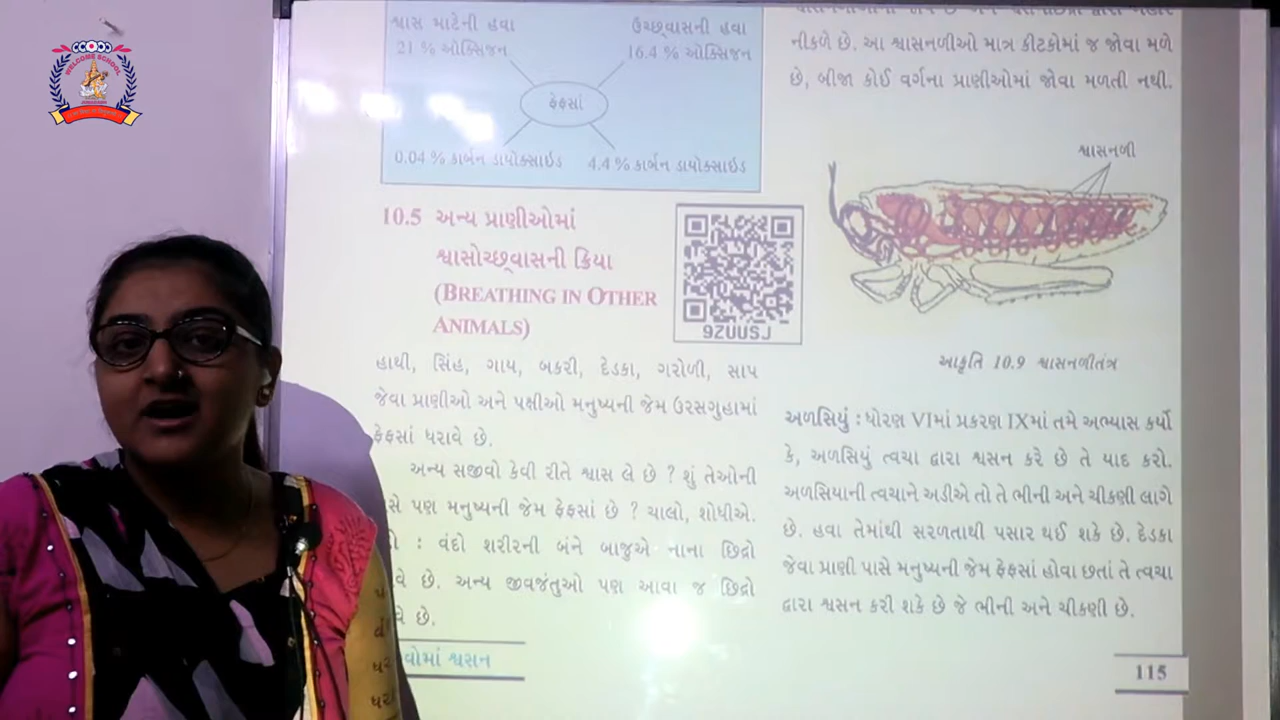 WELCOME SCHOOL
શ્વાસ માટેની હવા
21 % ઓક્સિજન
ઉચ્છ્વાસની હવા
16.4 % ઓક્સિજન
ફેફસાં
0.04 % કાર્બન ડાયોક્સાઇડ
4.4 % કાર્બન ડાયોક્સાઇડ
10.5 અન્ય પ્રાણીઓમાં
શ્વાસોચ્છ્વાસની ક્રિયા
(BREATHING IN OTHER
ANIMALS)
9ZUUSJ
હાથી, સિંહ, ગાય, બકરી, દેડકા, ગરોળી, સાપ
જેવા પ્રાણીઓ અને પક્ષીઓ મનુષ્યની જેમ ઉરસગુહામાં
ફેફસાં ધરાવે છે.
અન્ય સજીવો કેવી રીતે શ્વાસ લે છે ? શું તેઓની
સે પણ મનુષ્યની જેમ ફેફસાં છે ? ચાલો, શોધીએ.
: વંદો શરીરની બંને બાજુએ નાના છિદ્રો
વે છે. અન્ય જીવજંતુઓ પણ આવા જ છિદ્રો
વે છે.
વોમાં શ્વસન
નીકળે છે. આ શ્વાસનળીઓ માત્ર કીટકોમાં જ જોવા મળે
છે, બીજા કોઈ વર્ગના પ્રાણીઓમાં જોવા મળતી નથી.
શ્વાસનળી
આકૃતિ 10.9 શ્વાસનળીતંત્ર
અળસિયું : ધોરણ VIમાં પ્રકરણ IXમાં તમે અભ્યાસ કર્યો
કે, અળસિયું ત્વચા દ્વારા શ્વસન કરે છે તે યાદ કરો.
અળસિયાની ત્વચાને અડીએ તો તે ભીની અને ચીકણી લાગે
છે. હવા તેમાંથી સરળતાથી પસાર થઈ શકે છે. દેડકા
જેવા પ્રાણી પાસે મનુષ્યની જેમ ફેફસાં હોવા છતાં તે ત્વચા
દ્વારા શ્વસન કરી શકે છે જે ભીની અને ચીકણી છે.
115